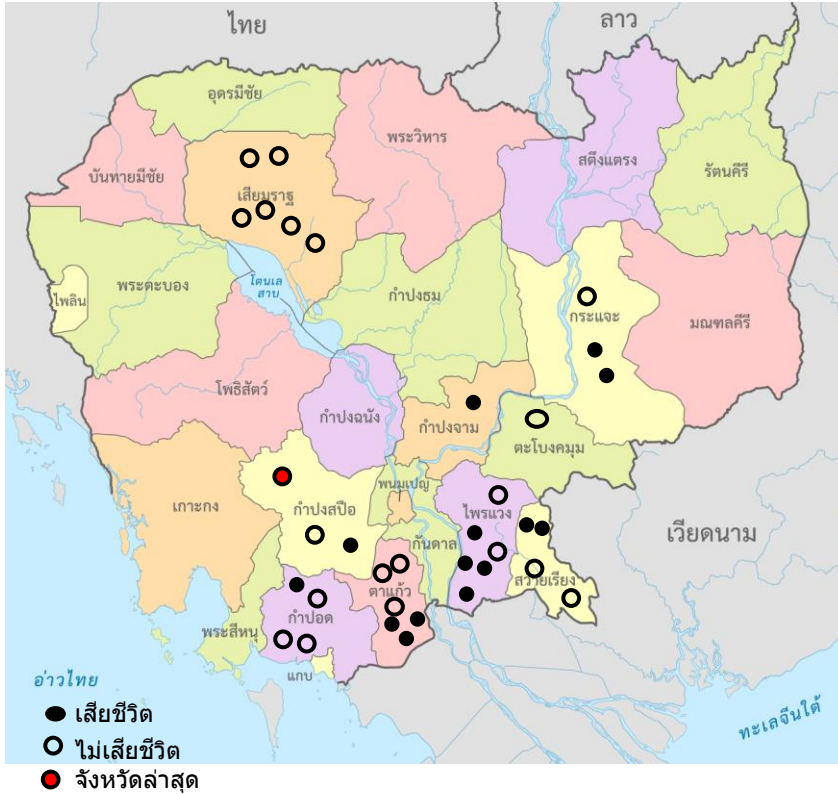 ไทย
ลาว
อุดรมีชัย
พระวิหาร
สตึงแตรง
รัตนคีรี
บันทายมีชัย
เสียมราฐ
พระตะบอง
ไพลิน
โตนเล
สาบ
กำปงธม
กระแจะ
มณฑลคีรี
โพธิสัตว์
กำปงฉนัง
กำปงจาม
ตะโบงคมุม
พนมเปญ
เกาะกง
กำปงสปือ
ไพรแวง
เวียดนาม
กันดาล
สวายเรียง
ตาแก้ว
กำปอด
พระสีหนุ
แกบ
อ่าวไทย
ทะเลจีนใต้
เสียชีวิต
ไม่เสียชีวิต
จังหวัดล่าสุด